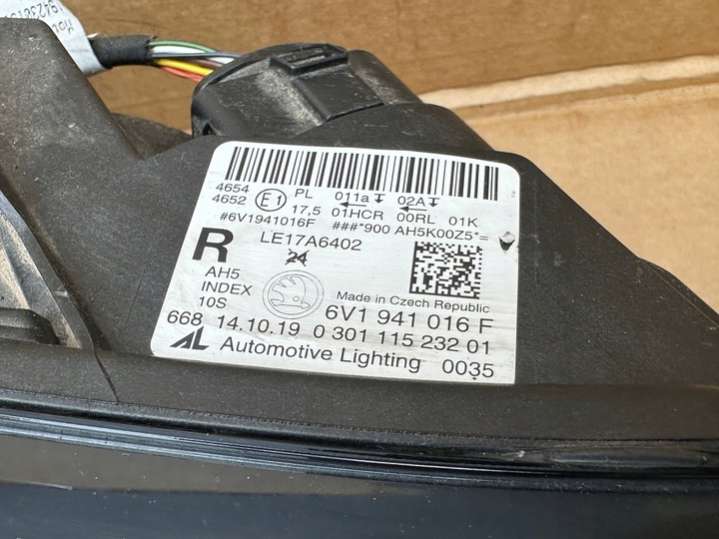 4654
4652
E1
PL 011a 02A
17,5 01HCR 00RL 01K
#6V1941016F ###*900 AH5K00Z5*=
R
LE17A6402
24
AH5
INDEX
10S
Made in Czech Republic
6V1 941 016 F
668 14.10.19 0 301 115 232 01
AL Automotive Lighting 0035